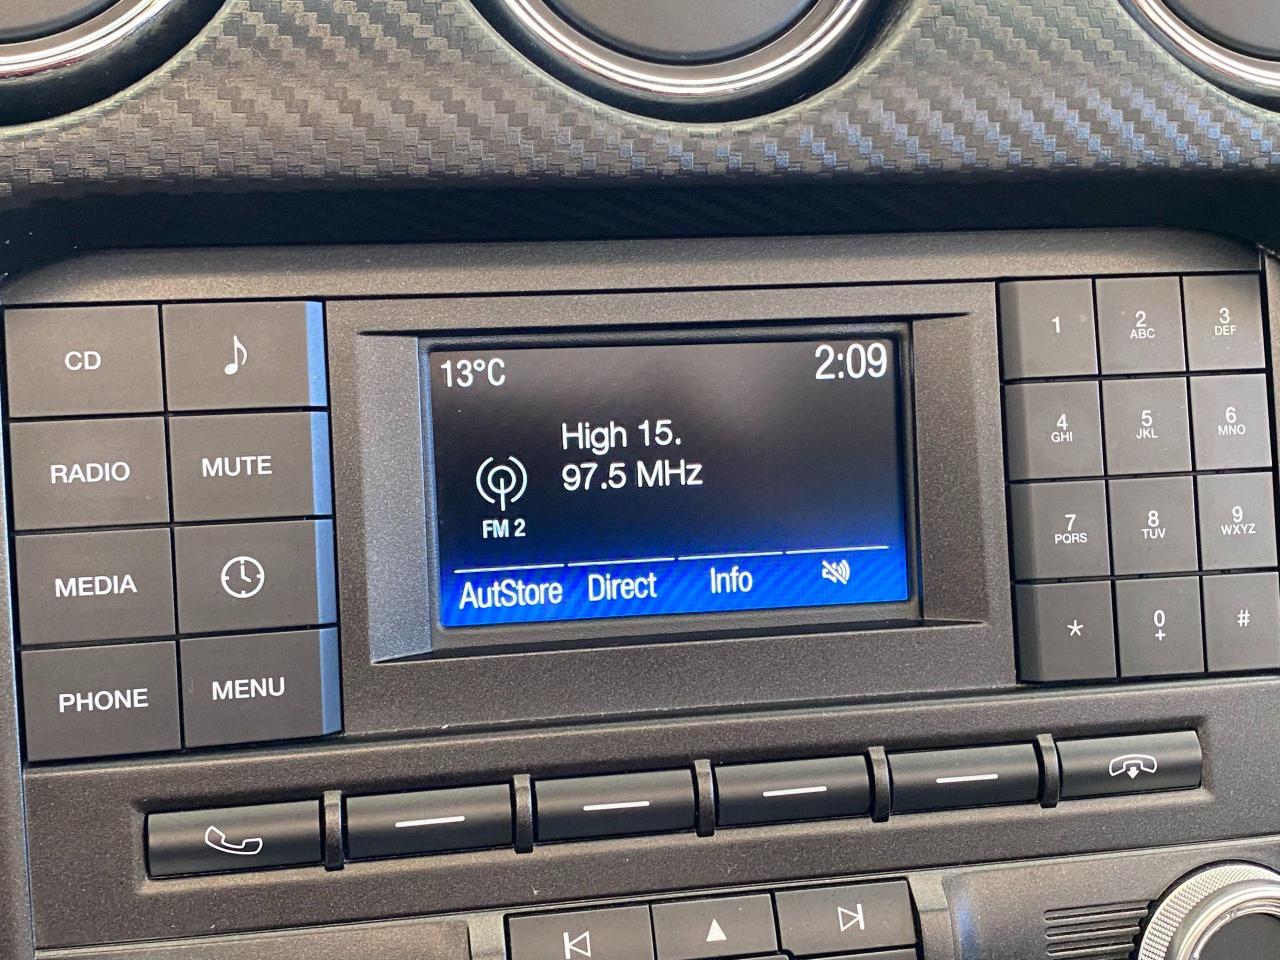 13°C 2:09
High 15.
97.5 MHz
FM 2
AutStore Direct Info
CD
RADIO MUTE
MEDIA
PHONE MENU
1 2 ABC 3 DEF
4 GHI 5 JKL 6 MNO
7 PQRS 8 TUV 9 WXYZ
* 0 + #